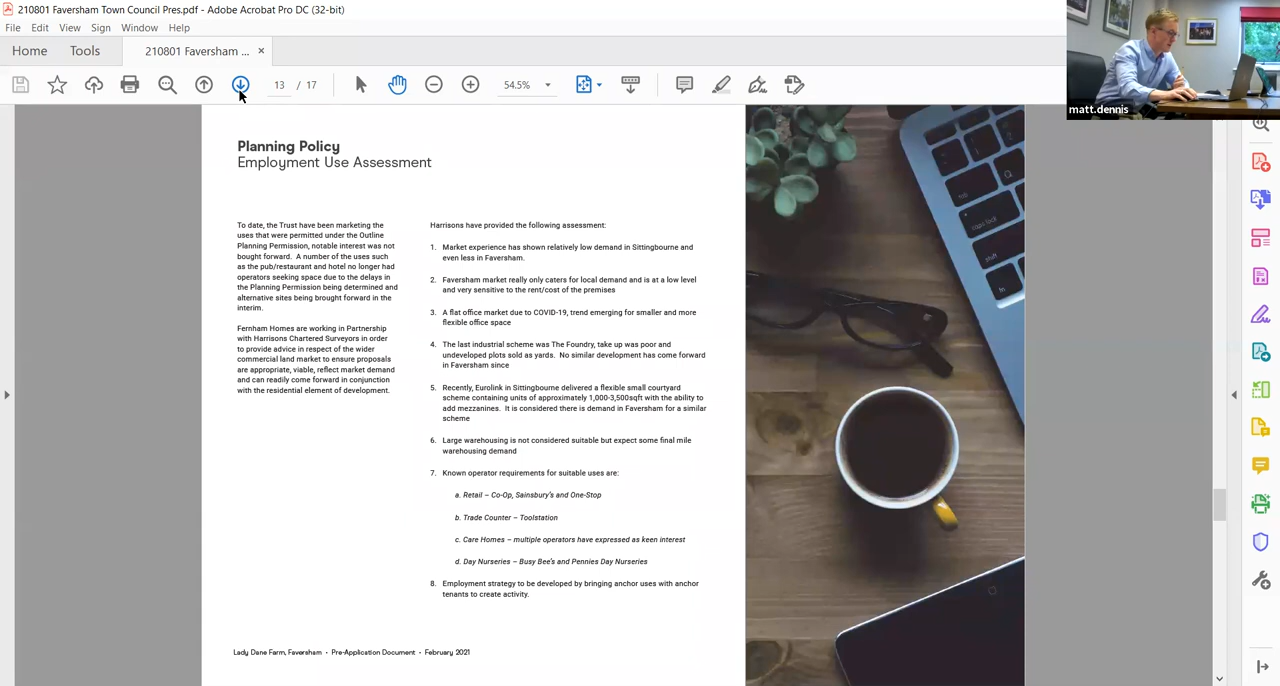 210801 Faversham Town Council Pres.pdf - Adobe Acrobat Pro DC (32-bit)
File Edit View Sign Window Help
Home Tools 210801 Faversham ... ×
13 / 17 54.5%
matt.dennis
Planning Policy
Employment Use Assessment
To date, the Trust have been marketing the
uses that were permitted under the Outline
Planning Permission, notable interest was not
bought forward. A number of the uses such
as the pub/restaurant and hotel no longer had
operators seeking space due to the delays in
the Planning Permission being determined and
alternative sites being brought forward in the
interim.
Fernham Homes are working in Partnership
with Harrisons Chartered Surveyors in order
to provide advice in respect of the wider
commercial land market to ensure proposals
are appropriate, viable, reflect market demand
and can readily come forward in conjunction
with the residential element of development.
Harrisons have provided the following assessment:
1. Market experience has shown relatively low demand in Sittingbourne and
even less in Faversham.
2. Faversham market really only caters for local demand and is at a low level
and very sensitive to the rent/cost of the premises
3. A flat office market due to COVID-19, trend emerging for smaller and more
flexible office space
4. The last industrial scheme was The Foundry, take up was poor and
undeveloped plots sold as yards. No similar development has come forward
in Faversham since
5. Recently, Eurolink in Sittingbourne delivered a flexible small courtyard
scheme containing units of approximately 1,000-3,500sqft with the ability to
add mezzanines. It is considered there is demand in Faversham for a similar
scheme
6. Large warehousing is not considered suitable but expect some final mile
warehousing demand
7. Known operator requirements for suitable uses are:
a. Retail – Co-Op, Sainsbury's and One-Stop
b. Trade Counter – Toolstation
c. Care Homes – multiple operators have expressed as keen interest
d. Day Nurseries – Busy Bee's and Pennies Day Nurseries
8. Employment strategy to be developed by bringing anchor uses with anchor
tenants to create activity.
Lady Dane Farm, Faversham • Pre-Application Document • February 2021
tab
caps lock
shift
fn